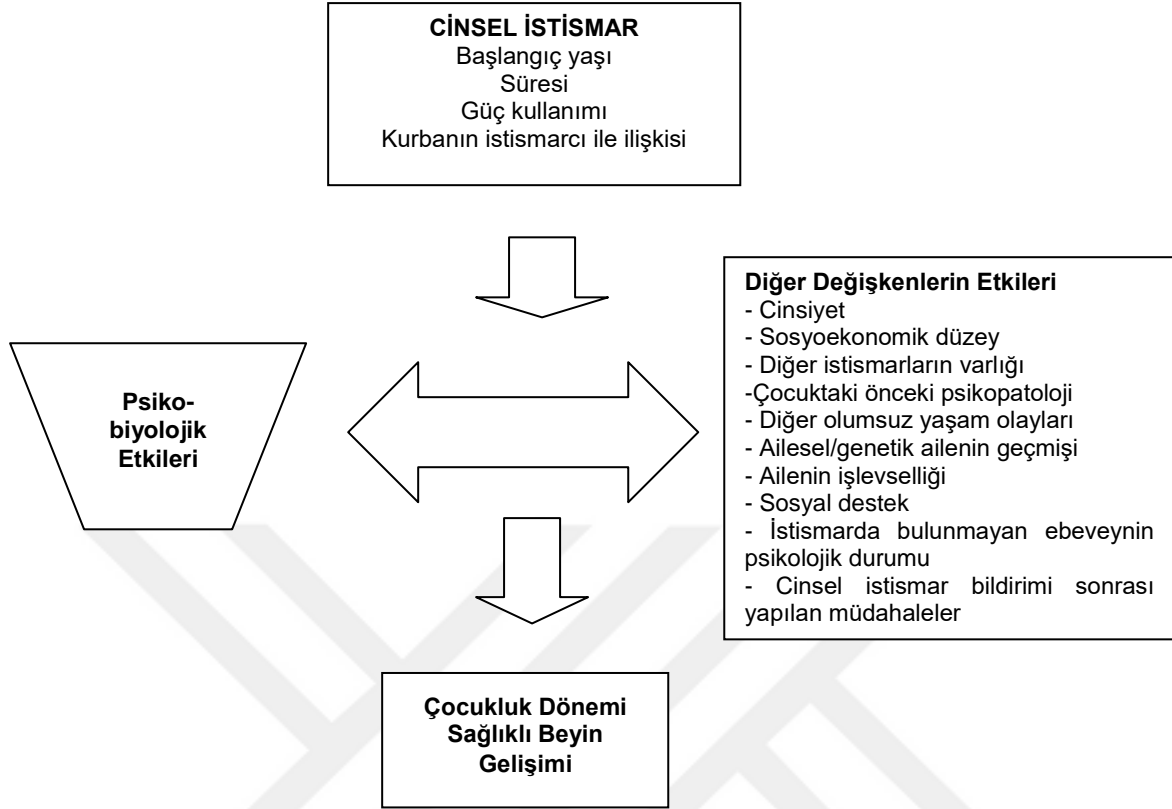 CİNSEL İSTİSMAR
Başlangıç yaşı
Süresi
Güç kullanımı
Kurbanın istismarcı ile ilişkisi
Psiko-
biyolojik
Etkileri
Diğer Değişkenlerin Etkileri
- Cinsiyet
- Sosyoekonomik düzey
- Diğer istismarların varlığı
-Çocuktaki önceki psikopatoloji
- Diğer olumsuz yaşam olayları
- Ailesel/genetik ailenin geçmişi
- Ailenin işlevselliği
- Sosyal destek
- İstismarda bulunmayan ebeveynin
psikolojik durumu
- Cinsel istismar bildirimi sonrası
yapılan müdahaleler
Çocukluk Dönemi
Sağlıklı Beyin
Gelişimi